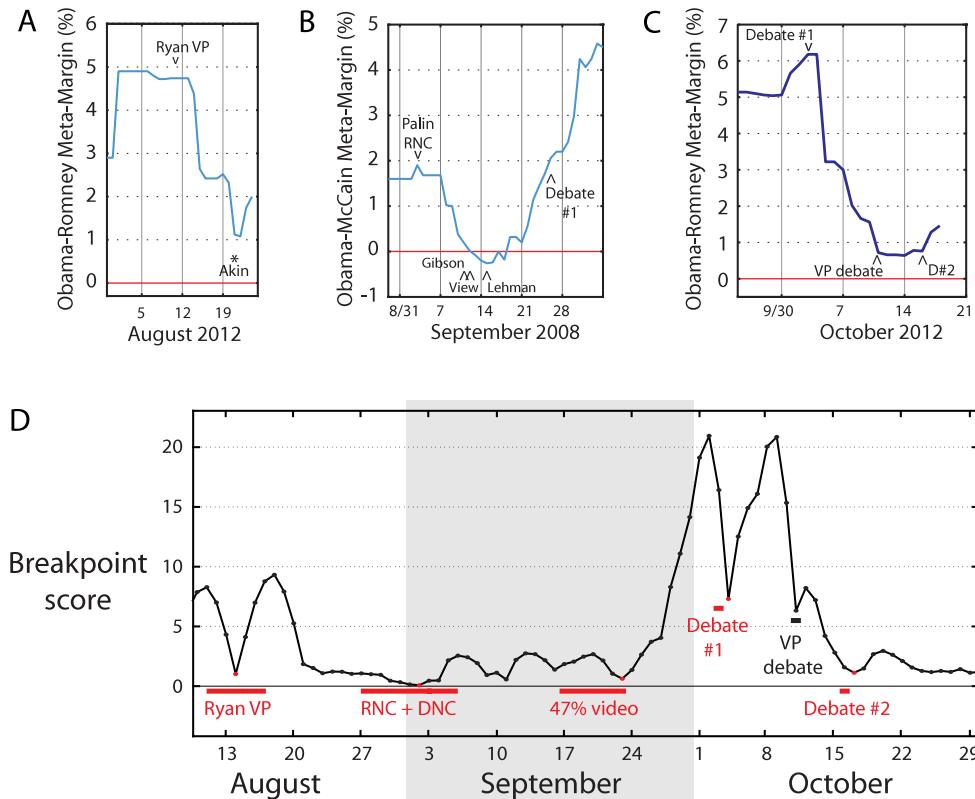 A
Obama-Romney Meta-Margin (%)
6
5
4
3
2
1
0
Ryan VP
Akin
*
5 12 19
August 2012
B
Obama-McCain Meta-Margin (%)
5
4
3
2
1
0
-1
Palin
RNC
Debate
#1
Gibson
View
Lehman
8/31 7 14 21 28
September 2008
C
Obama-Romney Meta-Margin (%)
7
6
5
4
3
2
1
0
Debate #1
VP debate
D#2
9/30 7 14 21
October 2012
D
Breakpoint
score
20
15
10
5
0
Debate
#1
VP
debate
Ryan VP
RNC + DNC
47% video
Debate #2
13 20 27 3 10 17 24 1 8 15 22 29
August September October